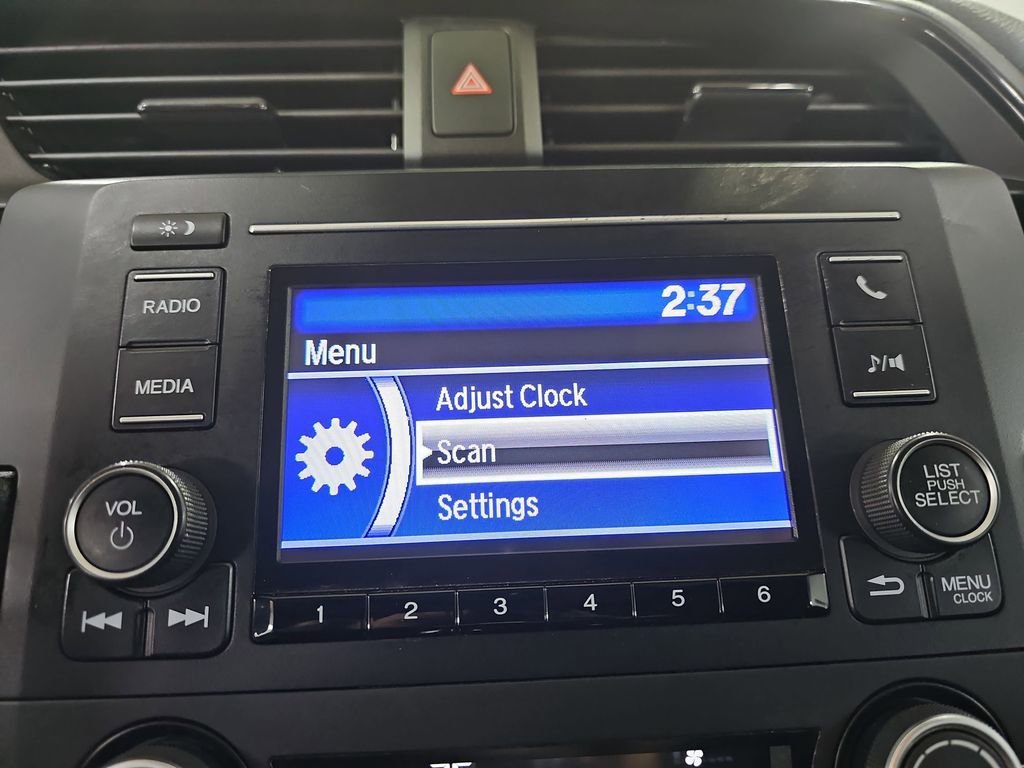 RADIO
MEDIA
2:37
Menu
Adjust Clock
Scan
Settings
VOL
LIST
PUSH
SELECT
1 2 3 4 5 6
MENU
CLOCK